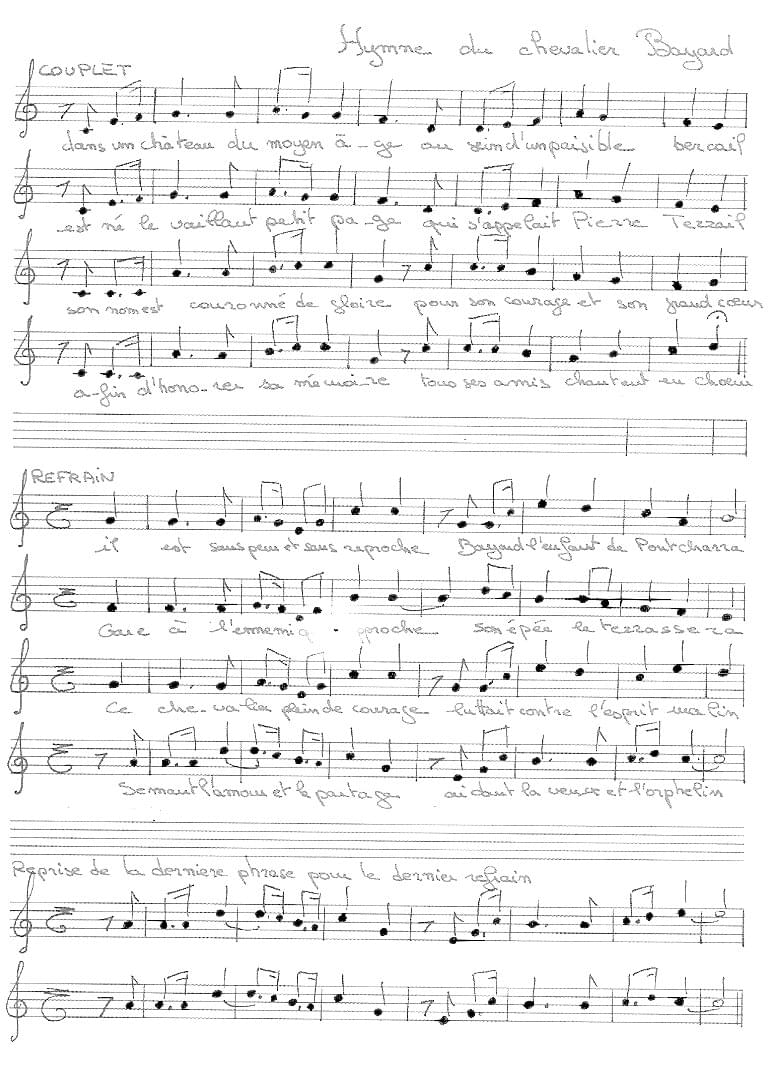 Hymne du chevalier Bayard
COUPLET
dans un château du moyen â-ge au sein d'un paisible bercail
est né le vaillant petit pa-ge qui s'appelait Pierre Terrail
son nom est couronné de gloire pour son courage et son grand cœur
a-fin d'hono-rer sa mémoi-re tous ses amis chantent en chœur
REFRAIN
il est sans peur et sans reproche Bayard l'enfant de Pontcharra
Gare à l'ennemi q proche son épée le terrasse ra
Ce che-valier plein de courage luttait contre l'esprit malin
Semant l'amour et le partage aidant la veuve et l'orphelin
Reprise de la dernière phrase pour le dernier refrain